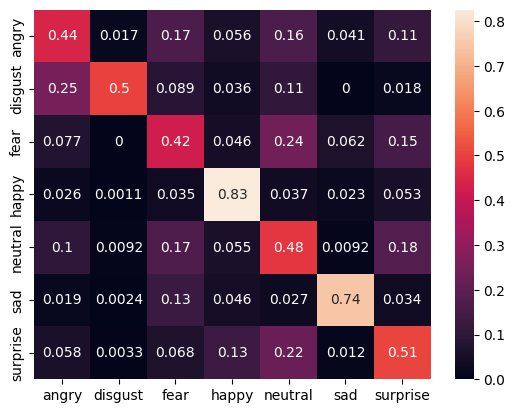 angry 0.44 0.017 0.17 0.056 0.16 0.041 0.11
disgust 0.25 0.5 0.089 0.036 0.11 0 0.018
fear 0.077 0 0.42 0.046 0.24 0.062 0.15
happy 0.026 0.0011 0.035 0.83 0.037 0.023 0.053
neutral 0.1 0.0092 0.17 0.055 0.48 0.0092 0.18
sad 0.019 0.0024 0.13 0.046 0.027 0.74 0.034
surprise 0.058 0.0033 0.068 0.13 0.22 0.012 0.51
angry disgust fear happy neutral sad surprise
0.8
0.7
0.6
0.5
0.4
0.3
0.2
0.1
0.0